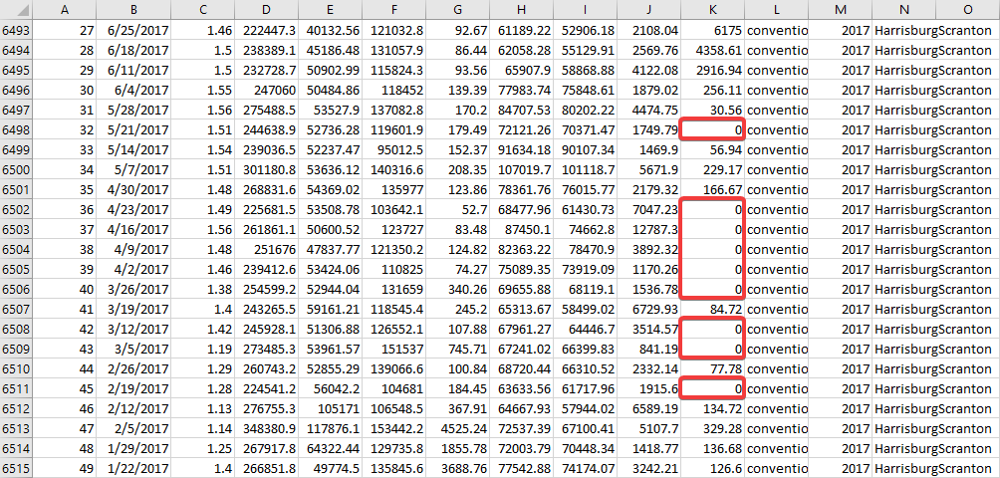 A B C D E F G H I J K L M N O
6493 27 6/25/2017 1.46 222447.3 40132.56 121032.8 92.67 61189.22 52906.18 2108.04 6175 conventio 2017 HarrisburgScranton
6494 28 6/18/2017 1.5 238389.1 45186.48 131057.9 86.44 62058.28 55129.91 2569.76 4358.61 conventio 2017 HarrisburgScranton
6495 29 6/11/2017 1.5 232728.7 50902.99 115824.3 93.56 65907.9 58868.88 4122.08 2916.94 conventio 2017 HarrisburgScranton
6496 30 6/4/2017 1.55 247060 50484.86 118452 139.39 77983.74 75848.61 1879.02 256.11 conventio 2017 HarrisburgScranton
6497 31 5/28/2017 1.56 275488.5 53527.9 137082.8 170.2 84707.53 80202.22 4474.75 30.56 conventio 2017 HarrisburgScranton
6498 32 5/21/2017 1.51 244638.9 52736.28 119601.9 179.49 72121.26 70371.47 1749.79 0 conventio 2017 HarrisburgScranton
6499 33 5/14/2017 1.54 239036.5 52237.47 95012.5 152.37 91634.18 90107.34 1469.9 56.94 conventio 2017 HarrisburgScranton
6500 34 5/7/2017 1.51 301180.8 53636.12 140316.6 208.35 107019.7 101118.7 5671.9 229.17 conventio 2017 HarrisburgScranton
6501 35 4/30/2017 1.48 268831.6 54369.02 135977 123.86 78361.76 76015.77 2179.32 166.67 conventio 2017 HarrisburgScranton
6502 36 4/23/2017 1.49 225681.5 53508.78 103642.1 52.7 68477.96 61430.73 7047.23 0 conventio 2017 HarrisburgScranton
6503 37 4/16/2017 1.56 261861.1 50600.52 123727 83.48 87450.1 74662.8 12787.3 0 conventio 2017 HarrisburgScranton
6504 38 4/9/2017 1.48 251676 47837.77 121350.2 124.82 82363.22 78470.9 3892.32 0 conventio 2017 HarrisburgScranton
6505 39 4/2/2017 1.46 239412.6 53424.06 110825 74.27 75089.35 73919.09 1170.26 0 conventio 2017 HarrisburgScranton
6506 40 3/26/2017 1.38 254599.2 52944.04 131659 340.26 69655.88 68119.1 1536.78 0 conventio 2017 HarrisburgScranton
6507 41 3/19/2017 1.4 243265.5 59161.21 118545.4 245.2 65313.67 58499.02 6729.93 84.72 conventio 2017 HarrisburgScranton
6508 42 3/12/2017 1.42 245928.1 51306.88 126552.1 107.88 67961.27 64446.7 3514.57 0 conventio 2017 HarrisburgScranton
6509 43 3/5/2017 1.19 273485.3 53961.57 151537 745.71 67241.02 66399.83 841.19 0 conventio 2017 HarrisburgScranton
6510 44 2/26/2017 1.29 260743.2 52855.29 139066.6 100.84 68720.44 66310.52 2332.14 77.78 conventio 2017 HarrisburgScranton
6511 45 2/19/2017 1.28 224541.2 56042.2 104681 184.45 63633.56 61717.96 1915.6 0 conventio 2017 HarrisburgScranton
6512 46 2/12/2017 1.13 276755.3 105171 106548.5 367.91 64667.93 57944.02 6589.19 134.72 conventio 2017 HarrisburgScranton
6513 47 2/5/2017 1.14 348380.9 117876.1 153442.2 4525.24 72537.39 67100.41 5107.7 329.28 conventio 2017 HarrisburgScranton
6514 48 1/29/2017 1.25 267917.8 64322.44 129735.8 1855.78 72003.79 70448.34 1418.77 136.68 conventio 2017 HarrisburgScranton
6515 49 1/22/2017 1.4 266851.8 49774.5 135845.6 3688.76 77542.88 74174.07 3242.21 126.6 conventio 2017 HarrisburgScranton